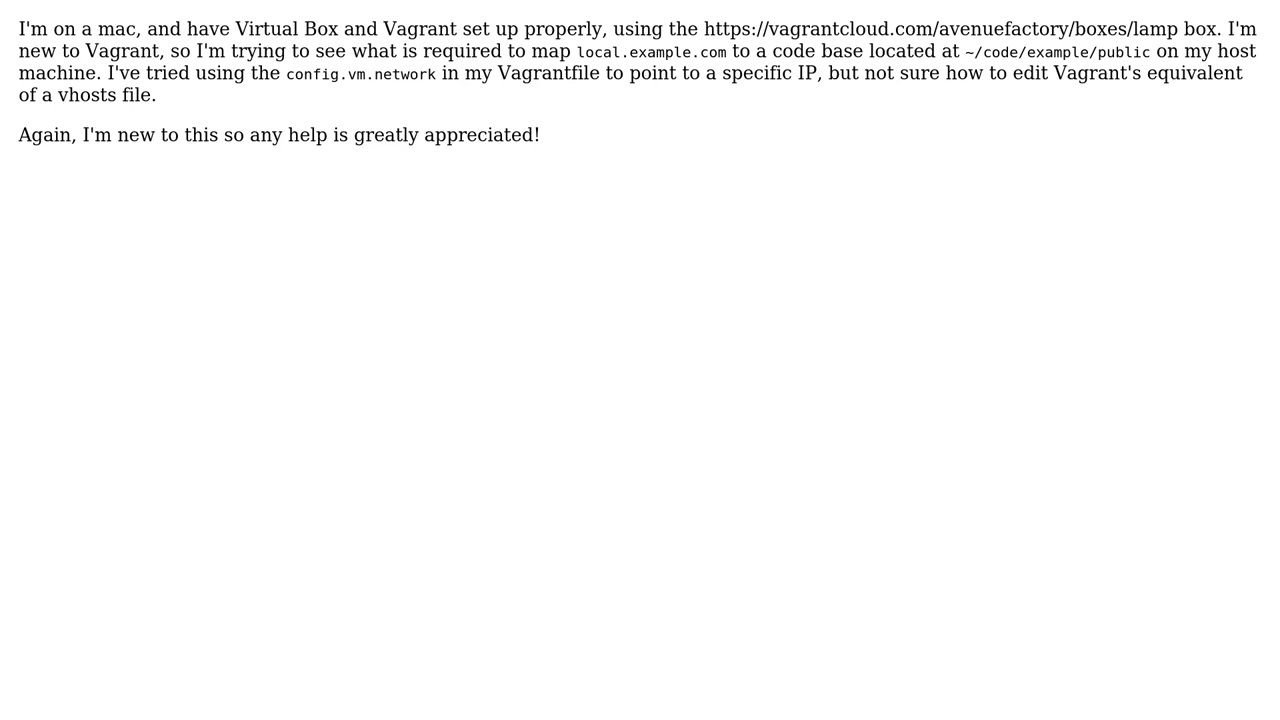 I'm on a mac, and have Virtual Box and Vagrant set up properly, using the https://vagrantcloud.com/avenuefactory/boxes/lamp box. I'm
new to Vagrant, so I'm trying to see what is required to map local.example.com to a code base located at ~/code/example/public on my host
machine. I've tried using the config.vm.network in my Vagrantfile to point to a specific IP, but not sure how to edit Vagrant's equivalent
of a vhosts file.
Again, I'm new to this so any help is greatly appreciated!